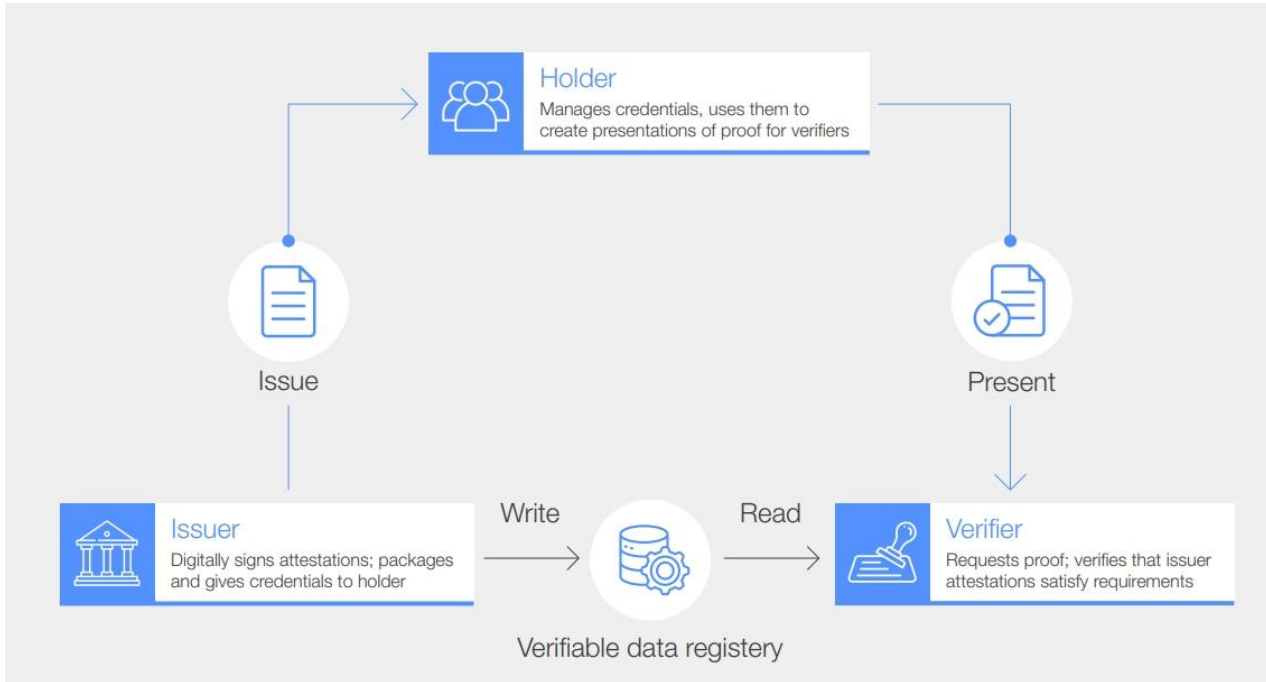 Holder
Manages credentials, uses them to
create presentations of proof for verifiers
Issue
Present
Issuer
Digitally signs attestations; packages
and gives credentials to holder
Write
Read
Verifier
Requests proof; verifies that issuer
attestations satisfy requirements
Verifiable data registery